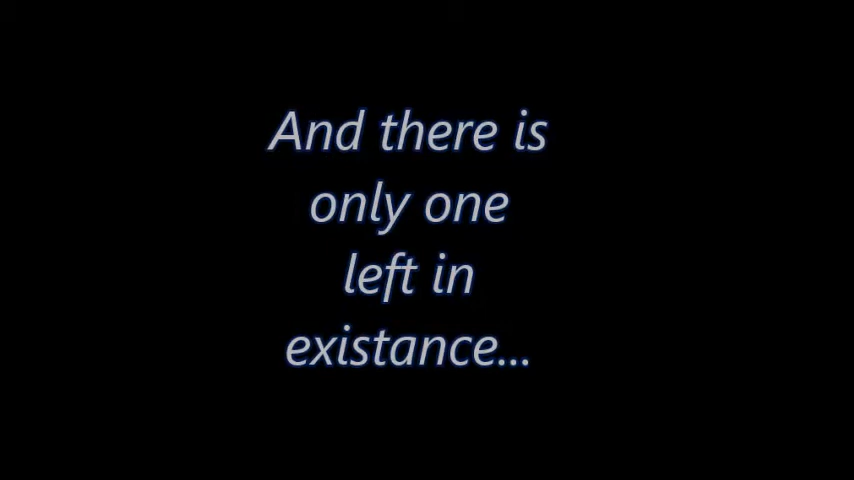 And there is
only one
left in
existance...